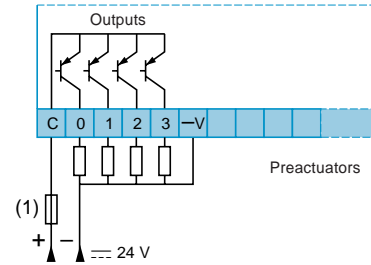 Outputs
C 0 1 2 3 —V
Preactuators
(1)
+ − ⎓ 24 V